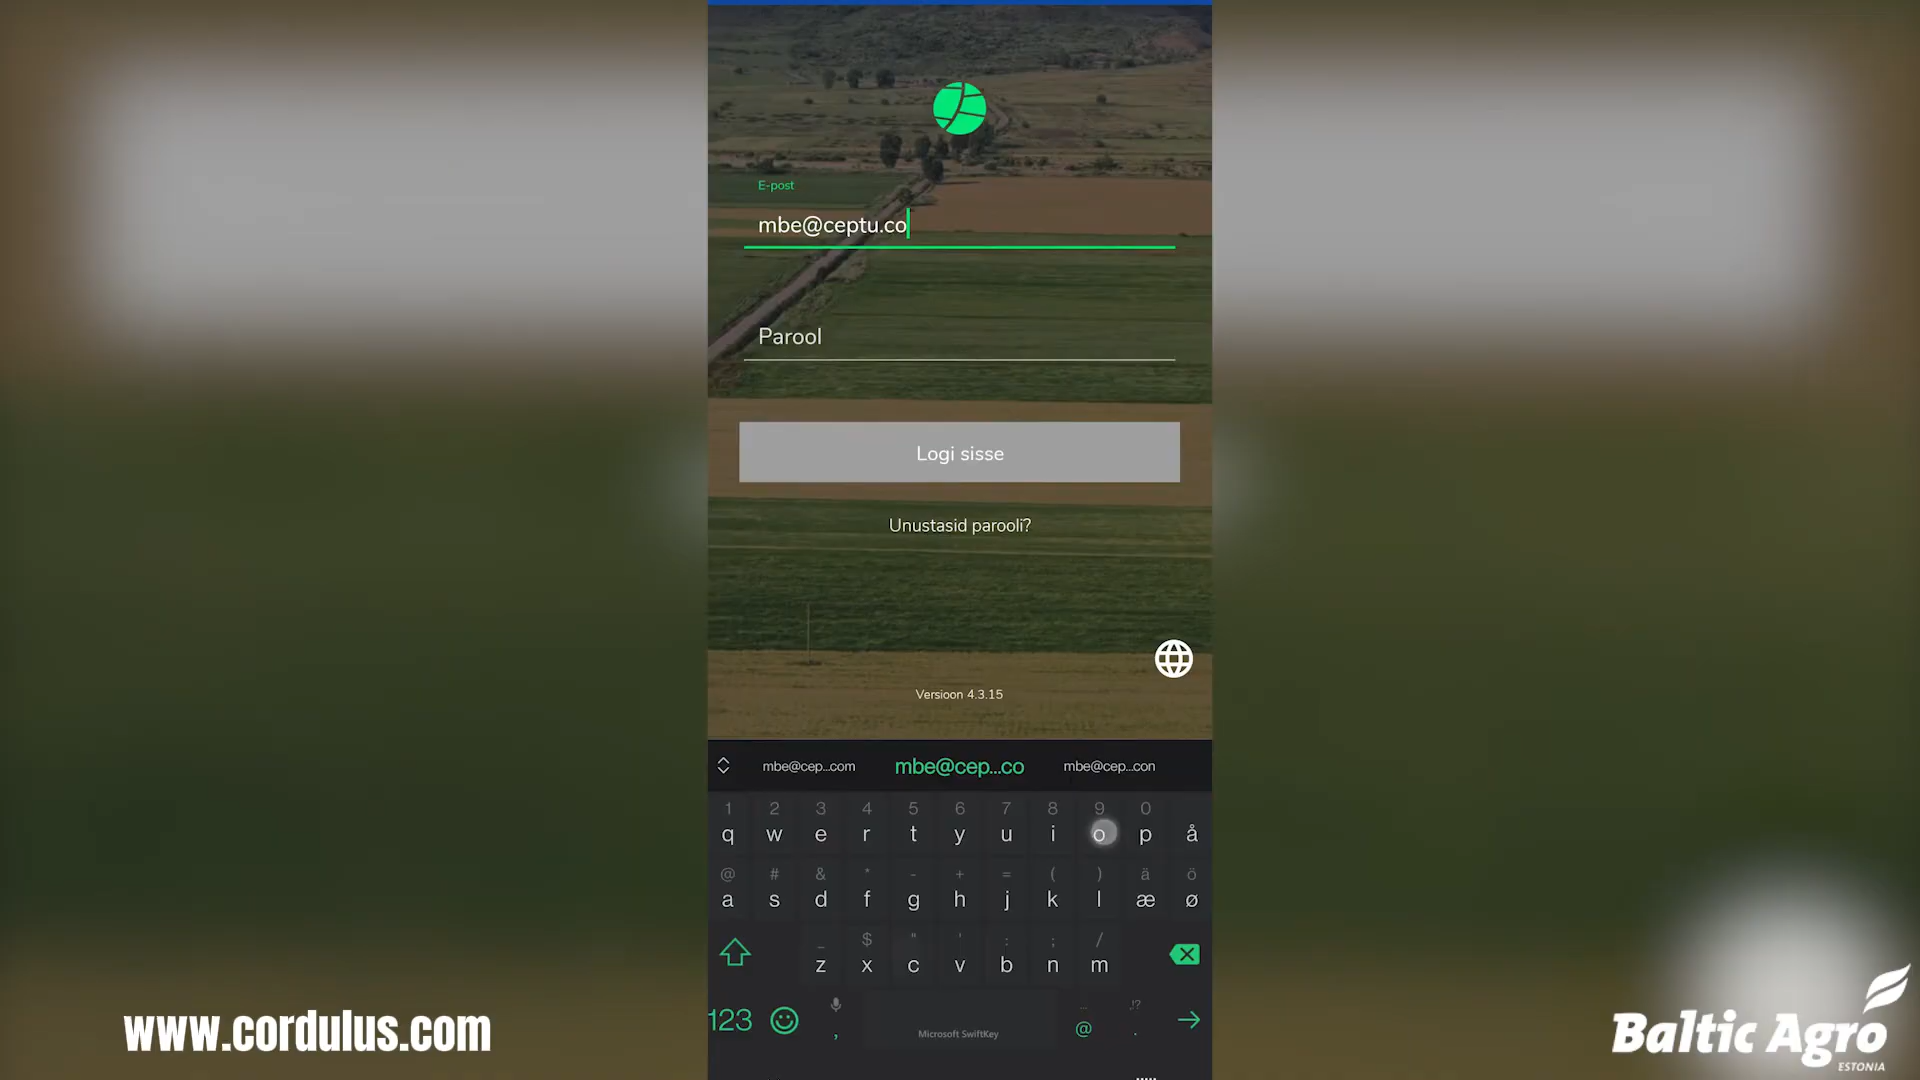 E-post
mbe@ceptu.co
Parool
Logi sisse
Unustasid parooli?
Versioon 4.3.15
mbe@cep...com mbe@cep...co mbe@cep...con
1 2 3 4 5 6 7 8 9 0
q w e r t y u i o p å
@ # & * - + = ( ) ä ö
a s d f g h j k l æ ø
_ $ " ' : ; /
z x c v b n m
123 , Microsoft SwiftKey @ !? .
www.cordulus.com
Baltic Agro
ESTONIA